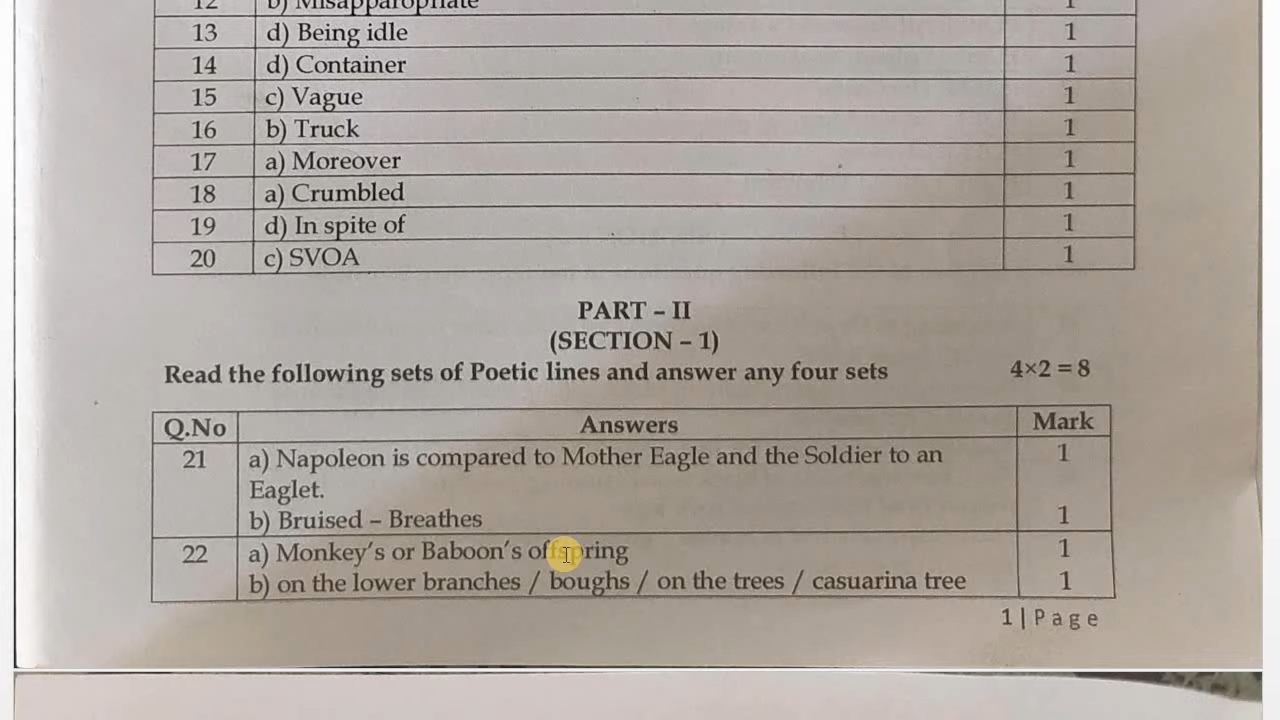 12 b) Misapparopriate 1
13 d) Being idle 1
14 d) Container 1
15 c) Vague 1
16 b) Truck 1
17 a) Moreover 1
18 a) Crumbled 1
19 d) In spite of 1
20 c) SVOA 1
PART – II
(SECTION – 1)
Read the following sets of Poetic lines and answer any four sets 4×2 = 8
Q.No Answers Mark
21 a) Napoleon is compared to Mother Eagle and the Soldier to an 1
Eaglet.
b) Bruised – Breathes 1
22 a) Monkey's or Baboon's offspring 1
b) on the lower branches / boughs / on the trees / casuarina tree 1
1 | P a g e